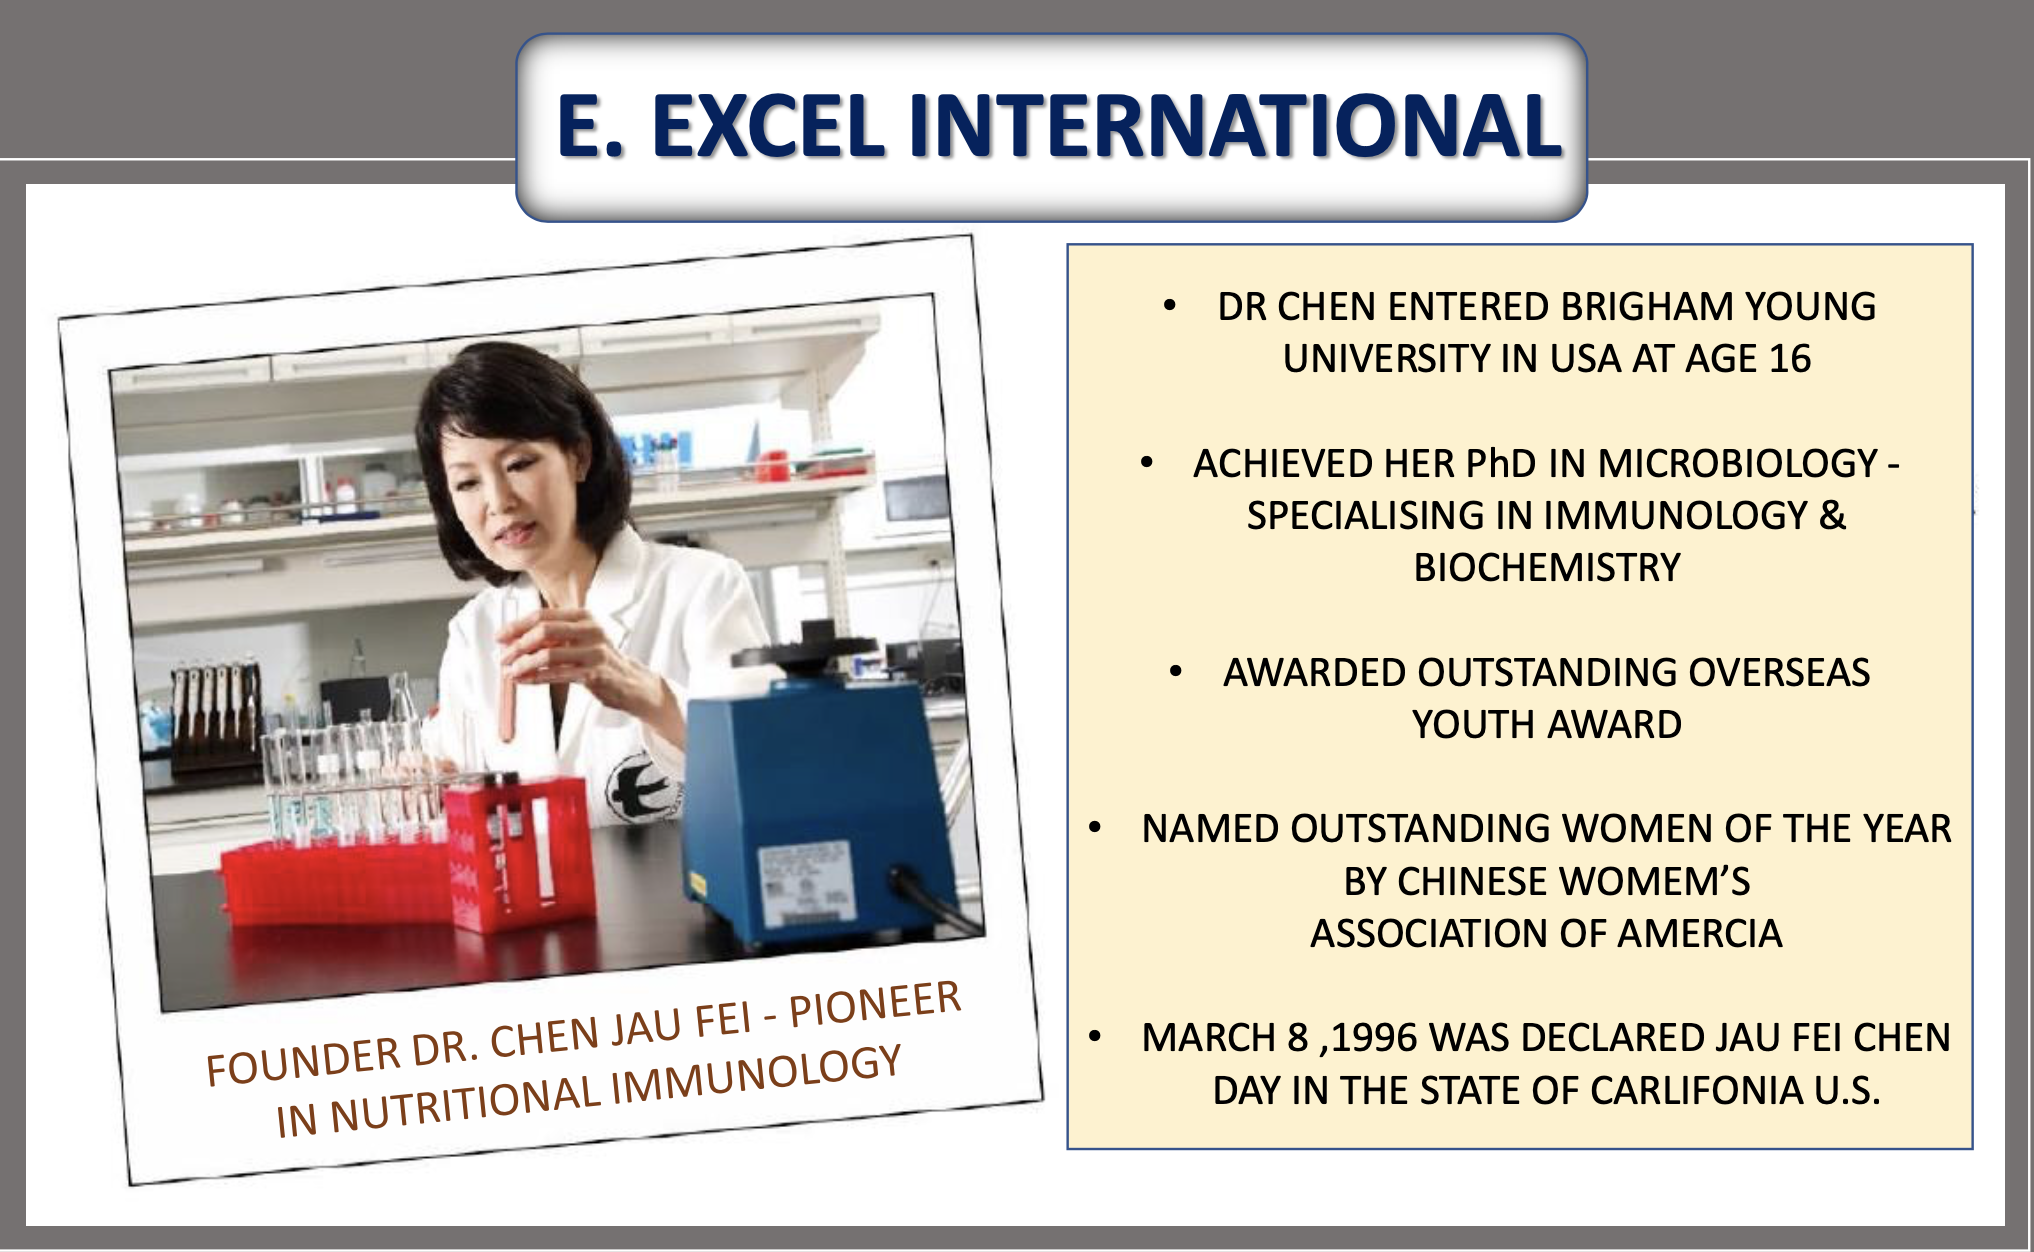 E. EXCEL INTERNATIONAL
FOUNDER DR. CHEN JAU FEI - PIONEER
IN NUTRITIONAL IMMUNOLOGY
• DR CHEN ENTERED BRIGHAM YOUNG
UNIVERSITY IN USA AT AGE 16
• ACHIEVED HER PhD IN MICROBIOLOGY -
SPECIALISING IN IMMUNOLOGY &
BIOCHEMISTRY
• AWARDED OUTSTANDING OVERSEAS
YOUTH AWARD
• NAMED OUTSTANDING WOMEN OF THE YEAR
BY CHINESE WOMEM’S
ASSOCIATION OF AMERCIA
• MARCH 8 ,1996 WAS DECLARED JAU FEI CHEN
DAY IN THE STATE OF CARLIFONIA U.S.